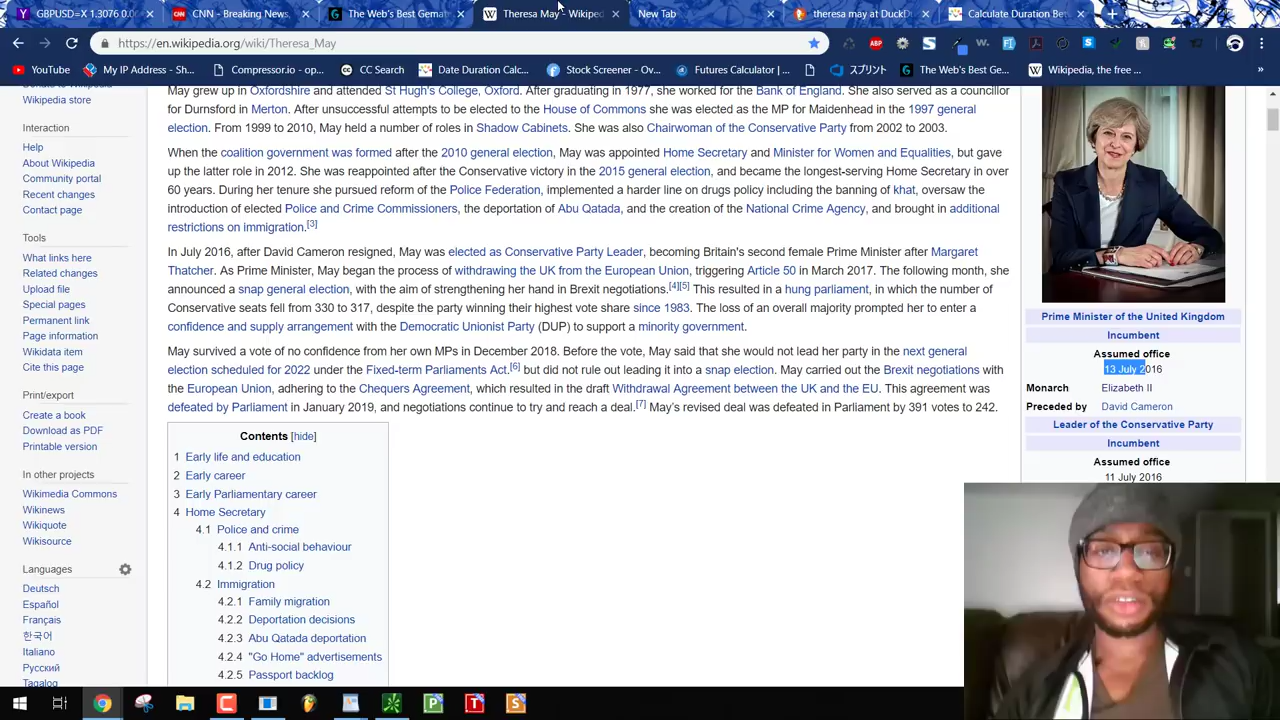 GBPUSD=X 1.3076 0.0
CNN - Breaking News,
The Web's Best Gemat
Theresa May - Wikiped
New Tab
theresa may at DuckD
Calculate Duration Bet
https://en.wikipedia.org/wiki/Theresa_May
YouTube
My IP Address - Sh...
Compressor.io - op...
CC Search
Date Duration Calc...
Stock Screener - Ov...
Futures Calculator | ...
スプリント
The Web's Best Ge...
Wikipedia, the free ...
Donate to Wikipedia
Wikipedia store
Interaction
Help
About Wikipedia
Community portal
Recent changes
Contact page
Tools
What links here
Related changes
Upload file
Special pages
Permanent link
Page information
Wikidata item
Cite this page
Print/export
Create a book
Download as PDF
Printable version
In other projects
Wikimedia Commons
Wikinews
Wikiquote
Wikisource
Languages
Deutsch
Español
Français
한국어
Italiano
Русский
Tagalog
May grew up in Oxfordshire and attended St Hugh's College, Oxford. After graduating in 1977, she worked for the Bank of England. She also served as a councillor
for Durnsford in Merton. After unsuccessful attempts to be elected to the House of Commons she was elected as the MP for Maidenhead in the 1997 general
election. From 1999 to 2010, May held a number of roles in Shadow Cabinets. She was also Chairwoman of the Conservative Party from 2002 to 2003.
When the coalition government was formed after the 2010 general election, May was appointed Home Secretary and Minister for Women and Equalities, but gave
up the latter role in 2012. She was reappointed after the Conservative victory in the 2015 general election, and became the longest-serving Home Secretary in over
60 years. During her tenure she pursued reform of the Police Federation, implemented a harder line on drugs policy including the banning of khat, oversaw the
introduction of elected Police and Crime Commissioners, the deportation of Abu Qatada, and the creation of the National Crime Agency, and brought in additional
restrictions on immigration.[3]
In July 2016, after David Cameron resigned, May was elected as Conservative Party Leader, becoming Britain's second female Prime Minister after Margaret
Thatcher. As Prime Minister, May began the process of withdrawing the UK from the European Union, triggering Article 50 in March 2017. The following month, she
announced a snap general election, with the aim of strengthening her hand in Brexit negotiations.[4][5] This resulted in a hung parliament, in which the number of
Conservative seats fell from 330 to 317, despite the party winning their highest vote share since 1983. The loss of an overall majority prompted her to enter a
confidence and supply arrangement with the Democratic Unionist Party (DUP) to support a minority government.
May survived a vote of no confidence from her own MPs in December 2018. Before the vote, May said that she would not lead her party in the next general
election scheduled for 2022 under the Fixed-term Parliaments Act.[6] but did not rule out leading it into a snap election. May carried out the Brexit negotiations with
the European Union, adhering to the Chequers Agreement, which resulted in the draft Withdrawal Agreement between the UK and the EU. This agreement was
defeated by Parliament in January 2019, and negotiations continue to try and reach a deal.[7] May's revised deal was defeated in Parliament by 391 votes to 242.
Contents [hide]
1 Early life and education
2 Early career
3 Early Parliamentary career
4 Home Secretary
4.1 Police and crime
4.1.1 Anti-social behaviour
4.1.2 Drug policy
4.2 Immigration
4.2.1 Family migration
4.2.2 Deportation decisions
4.2.3 Abu Qatada deportation
4.2.4 "Go Home" advertisements
4.2.5 Passport backlog
Prime Minister of the United Kingdom
Incumbent
Assumed office
13 July 2016
Monarch Elizabeth II
Preceded by David Cameron
Leader of the Conservative Party
Incumbent
Assumed office
11 July 2016